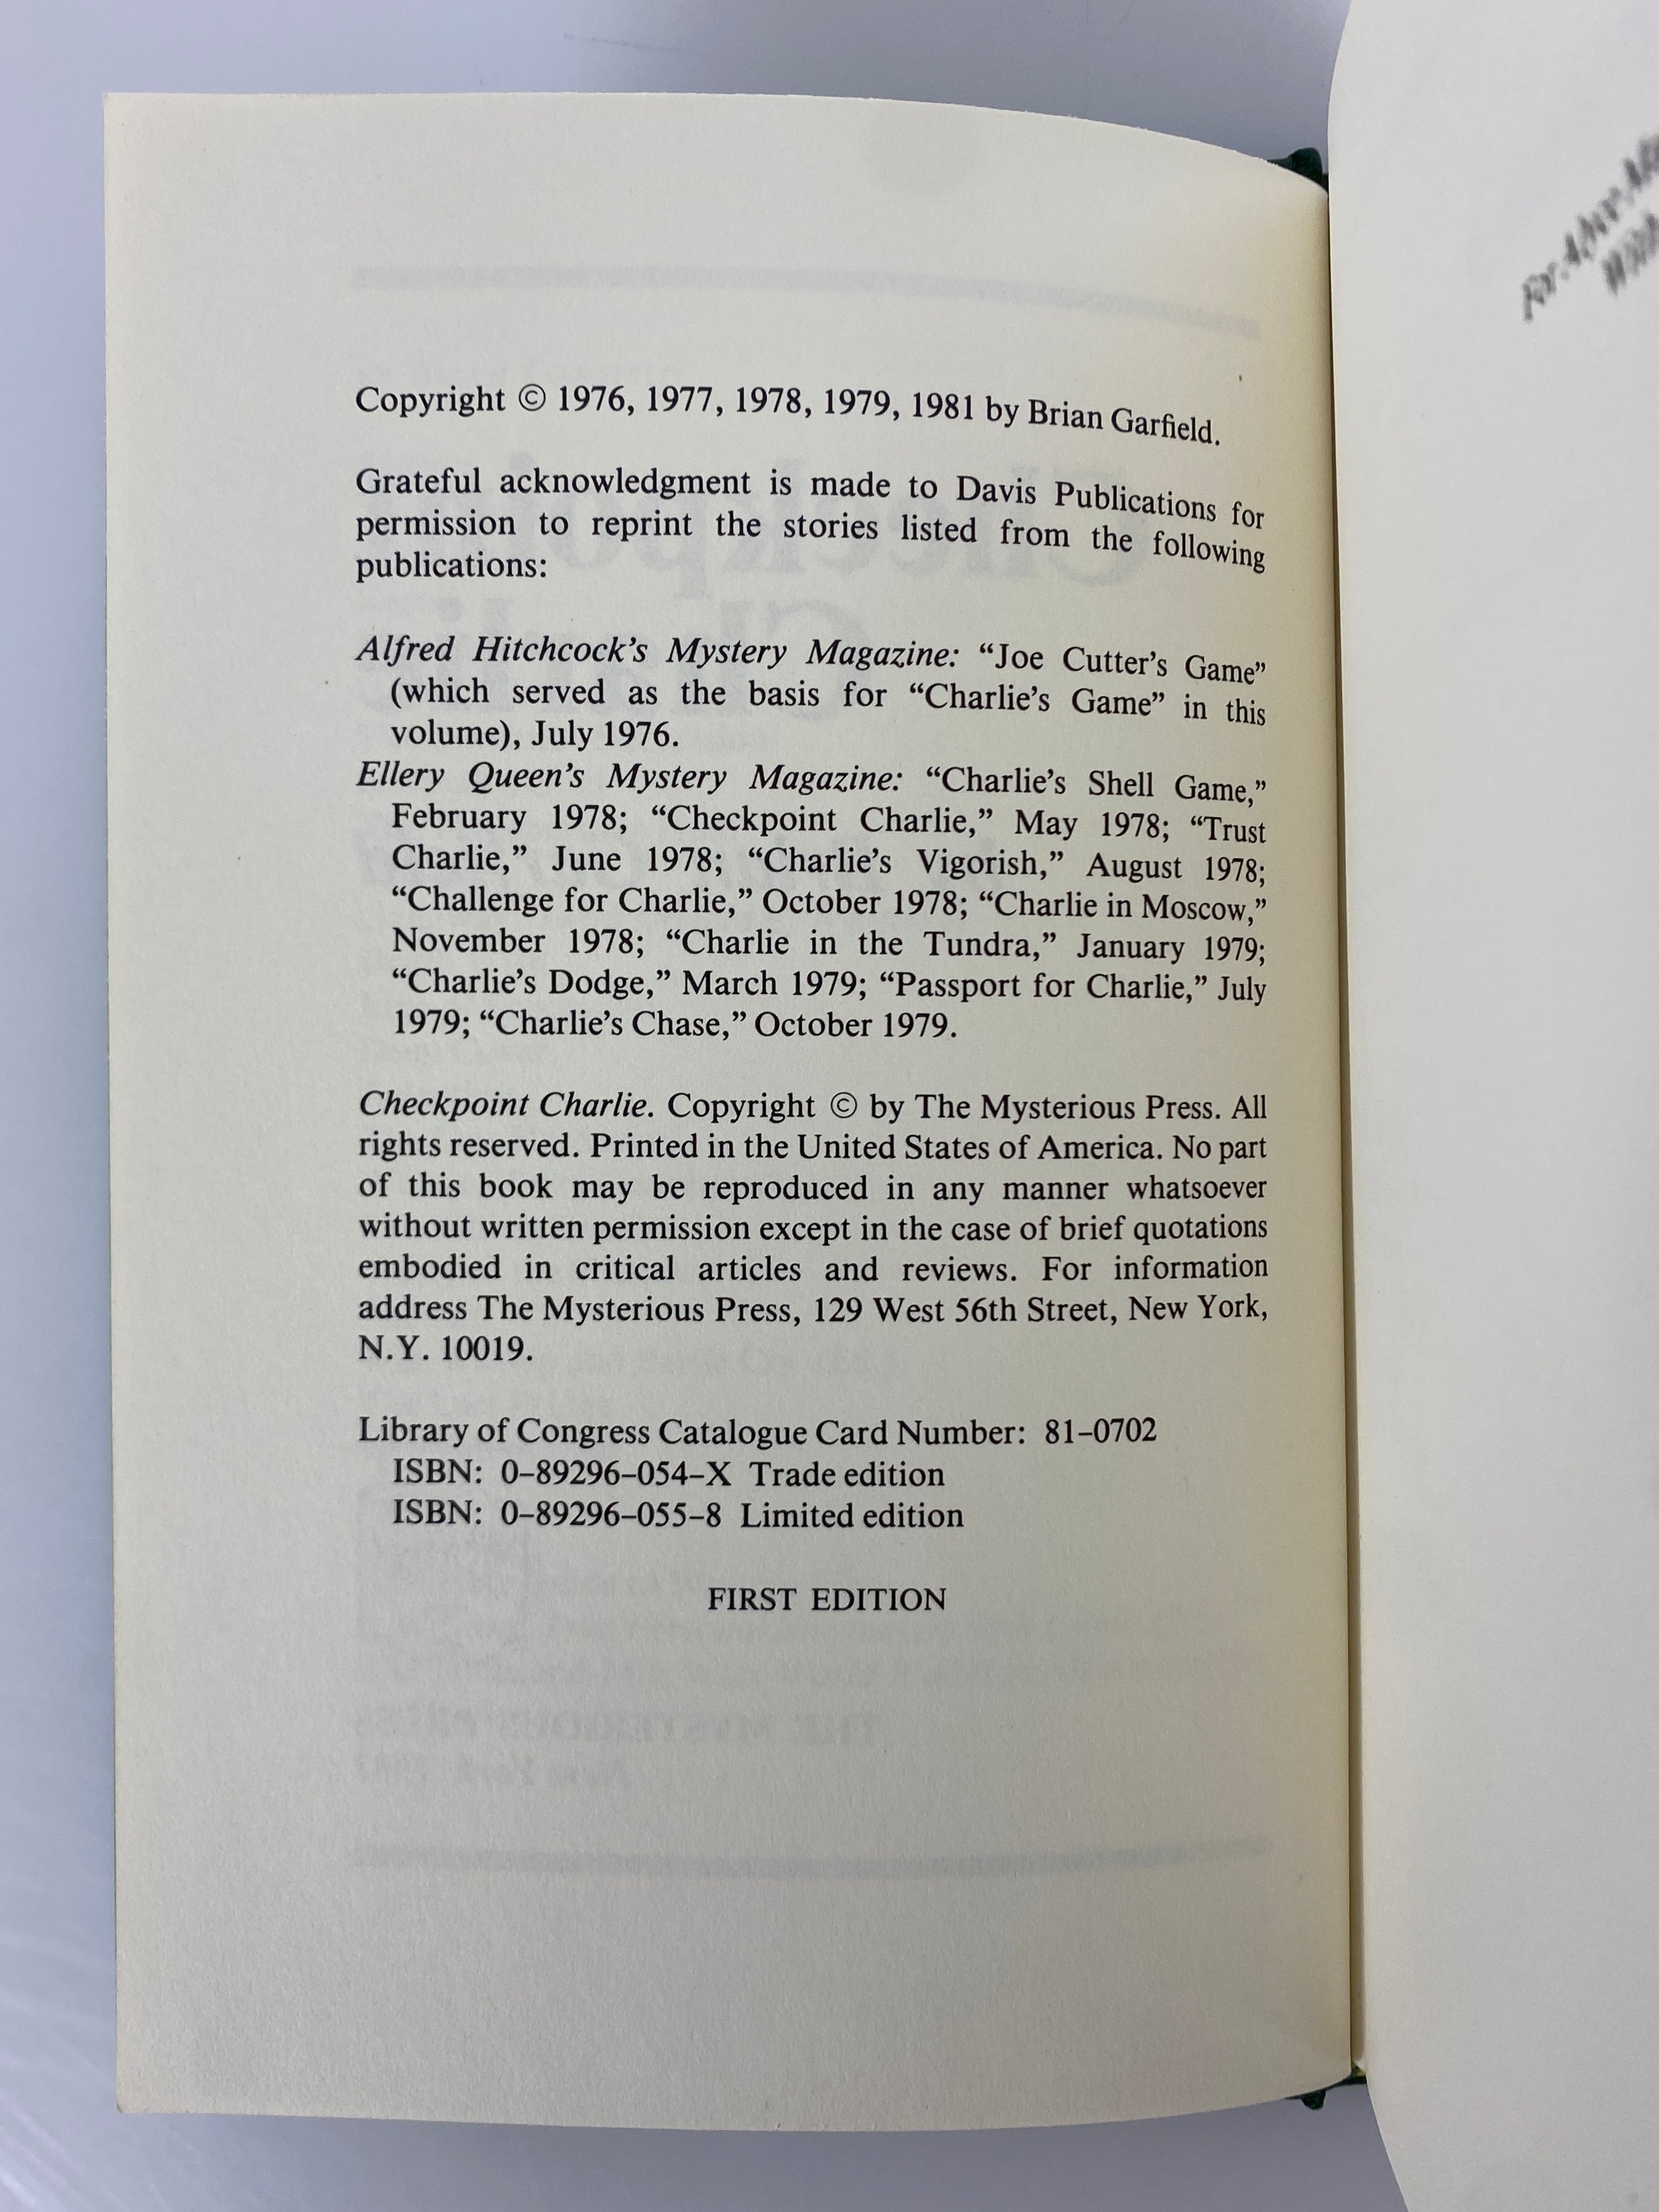 Copyright © 1976, 1977, 1978, 1979, 1981 by Brian Garfield.
Grateful acknowledgment is made to Davis Publications for
permission to reprint the stories listed from the following
publications:
Alfred Hitchcock’s Mystery Magazine: “Joe Cutter’s Game”
(which served as the basis for “Charlie’s Game” in this
volume), July 1976.
Ellery Queen’s Mystery Magazine: “Charlie’s Shell Game,”
February 1978; “Checkpoint Charlie,” May 1978; “Trust
Charlie,” June 1978; “Charlie’s Vigorish,” August 1978;
“Challenge for Charlie,” October 1978; “Charlie in Moscow,”
November 1978; “Charlie in the Tundra,” January 1979;
“Charlie’s Dodge,” March 1979; “Passport for Charlie,” July
1979; “Charlie’s Chase,” October 1979.
Checkpoint Charlie. Copyright © by The Mysterious Press. All
rights reserved. Printed in the United States of America. No part
of this book may be reproduced in any manner whatsoever
without written permission except in the case of brief quotations
embodied in critical articles and reviews. For information
address The Mysterious Press, 129 West 56th Street, New York,
N.Y. 10019.
Library of Congress Catalogue Card Number: 81–0702
ISBN: 0–89296–054–X Trade edition
ISBN: 0–89296–055–8 Limited edition
FIRST EDITION
For